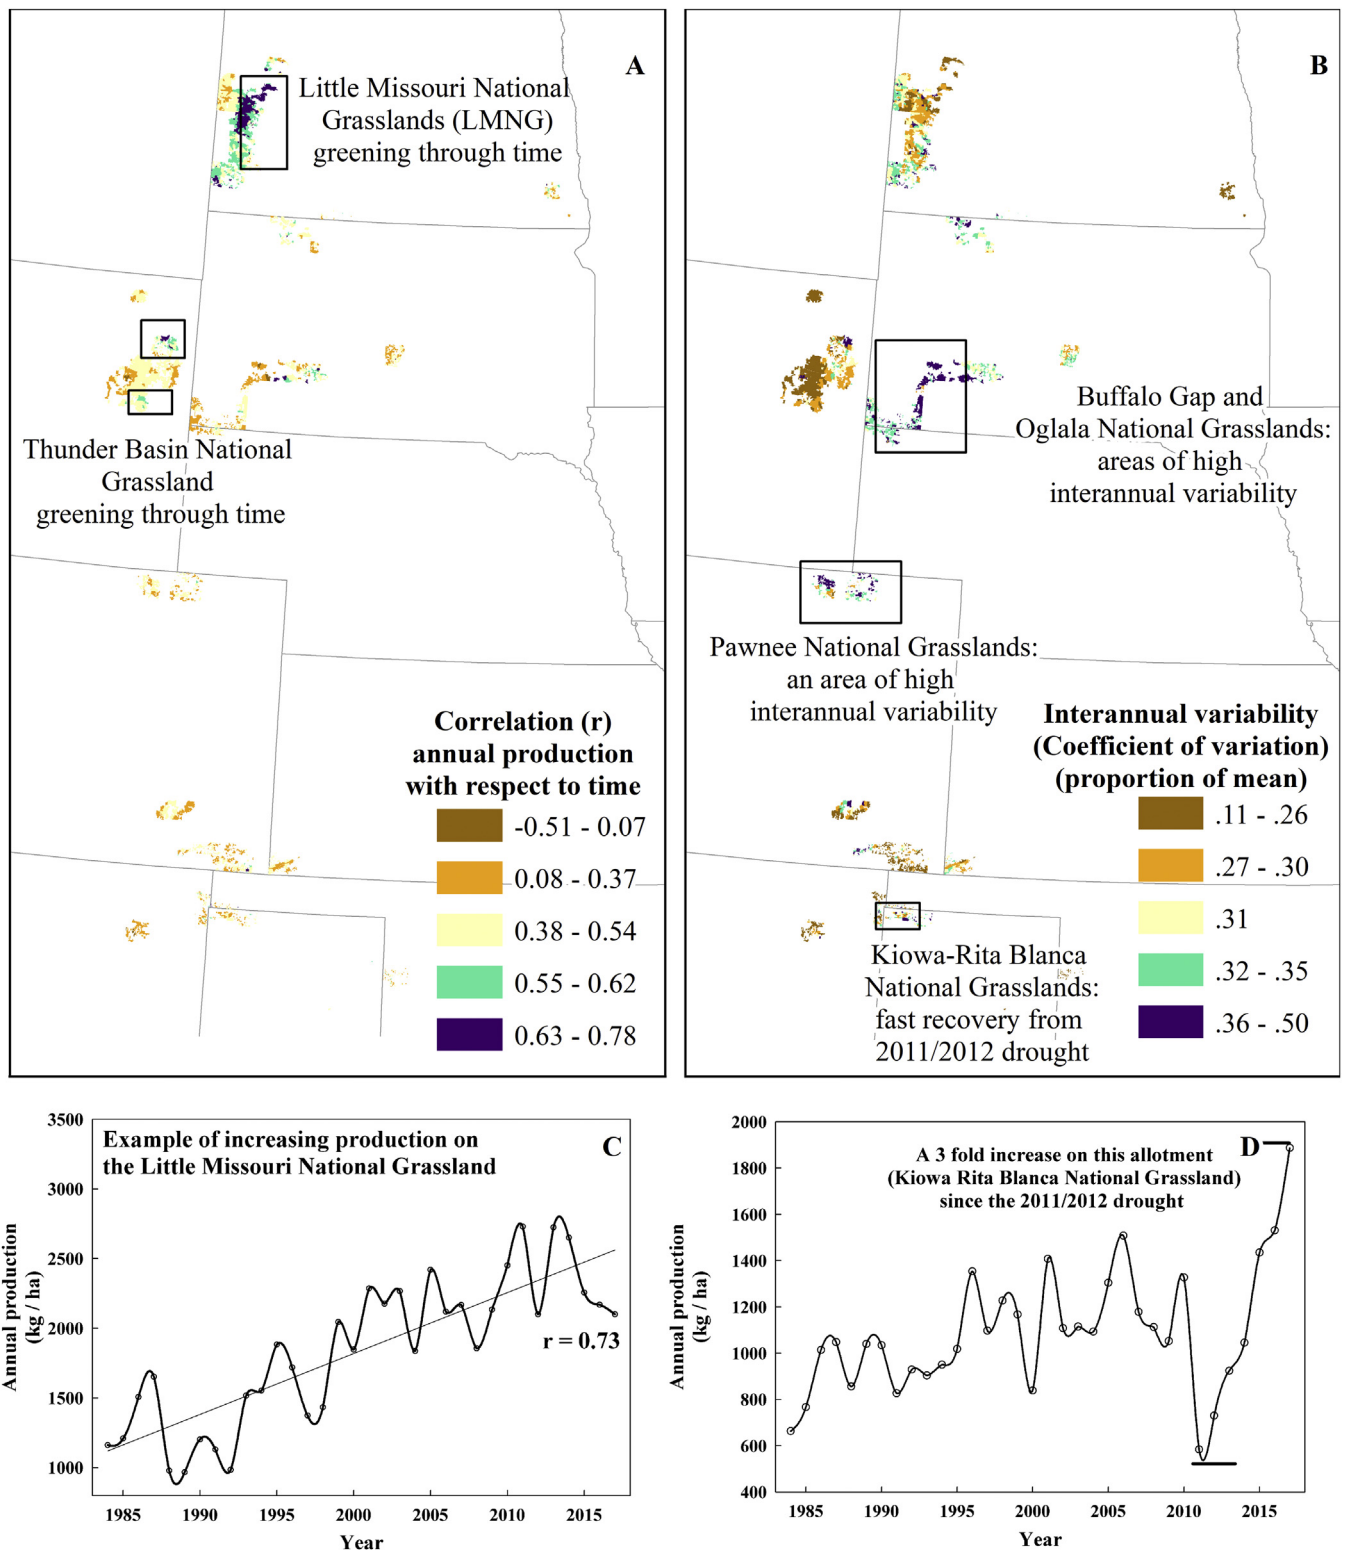 A
Little Missouri National
Grasslands (LMNG)
greening through time
Thunder Basin National
Grassland
greening through time
Correlation (r)
annual production
with respect to time
-0.51 - 0.07
0.08 - 0.37
0.38 - 0.54
0.55 - 0.62
0.63 - 0.78
B
Buffalo Gap and
Oglala National Grasslands:
areas of high
interannual variability
Pawnee National Grasslands:
an area of high
interannual variability
Interannual variability
(Coefficient of variation)
(proportion of mean)
.11 - .26
.27 - .30
.31
.32 - .35
.36 - .50
Kiowa-Rita Blanca
National Grasslands:
fast recovery from
2011/2012 drought
C
Example of increasing production on
the Little Missouri National Grassland
r = 0.73
Annual production
(kg / ha)
3500
3000
2500
2000
1500
1000
1985 1990 1995 2000 2005 2010 2015
Year
D
A 3 fold increase on this allotment
(Kiowa Rita Blanca National Grassland)
since the 2011/2012 drought
Annual production
(kg / ha)
2000
1800
1600
1400
1200
1000
800
600
400
1985 1990 1995 2000 2005 2010 2015
Year